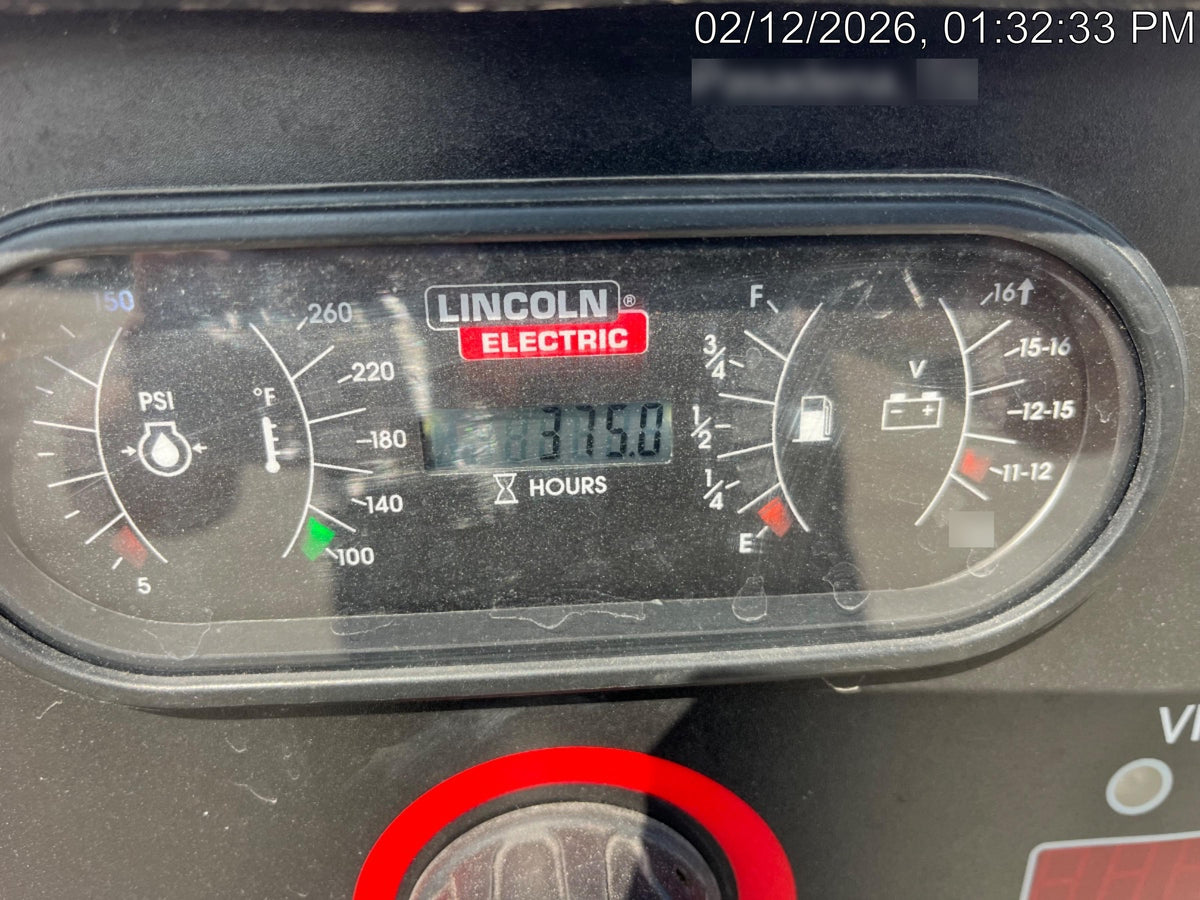 02/12/2026, 01:32:33 PM
LINCOLN®
ELECTRIC
375.0
HOURS
150
PSI
5
°F
260
220
180
140
100
F
3/4
1/2
1/4
E
V
- +
16↑
15-16
12-15
11-12